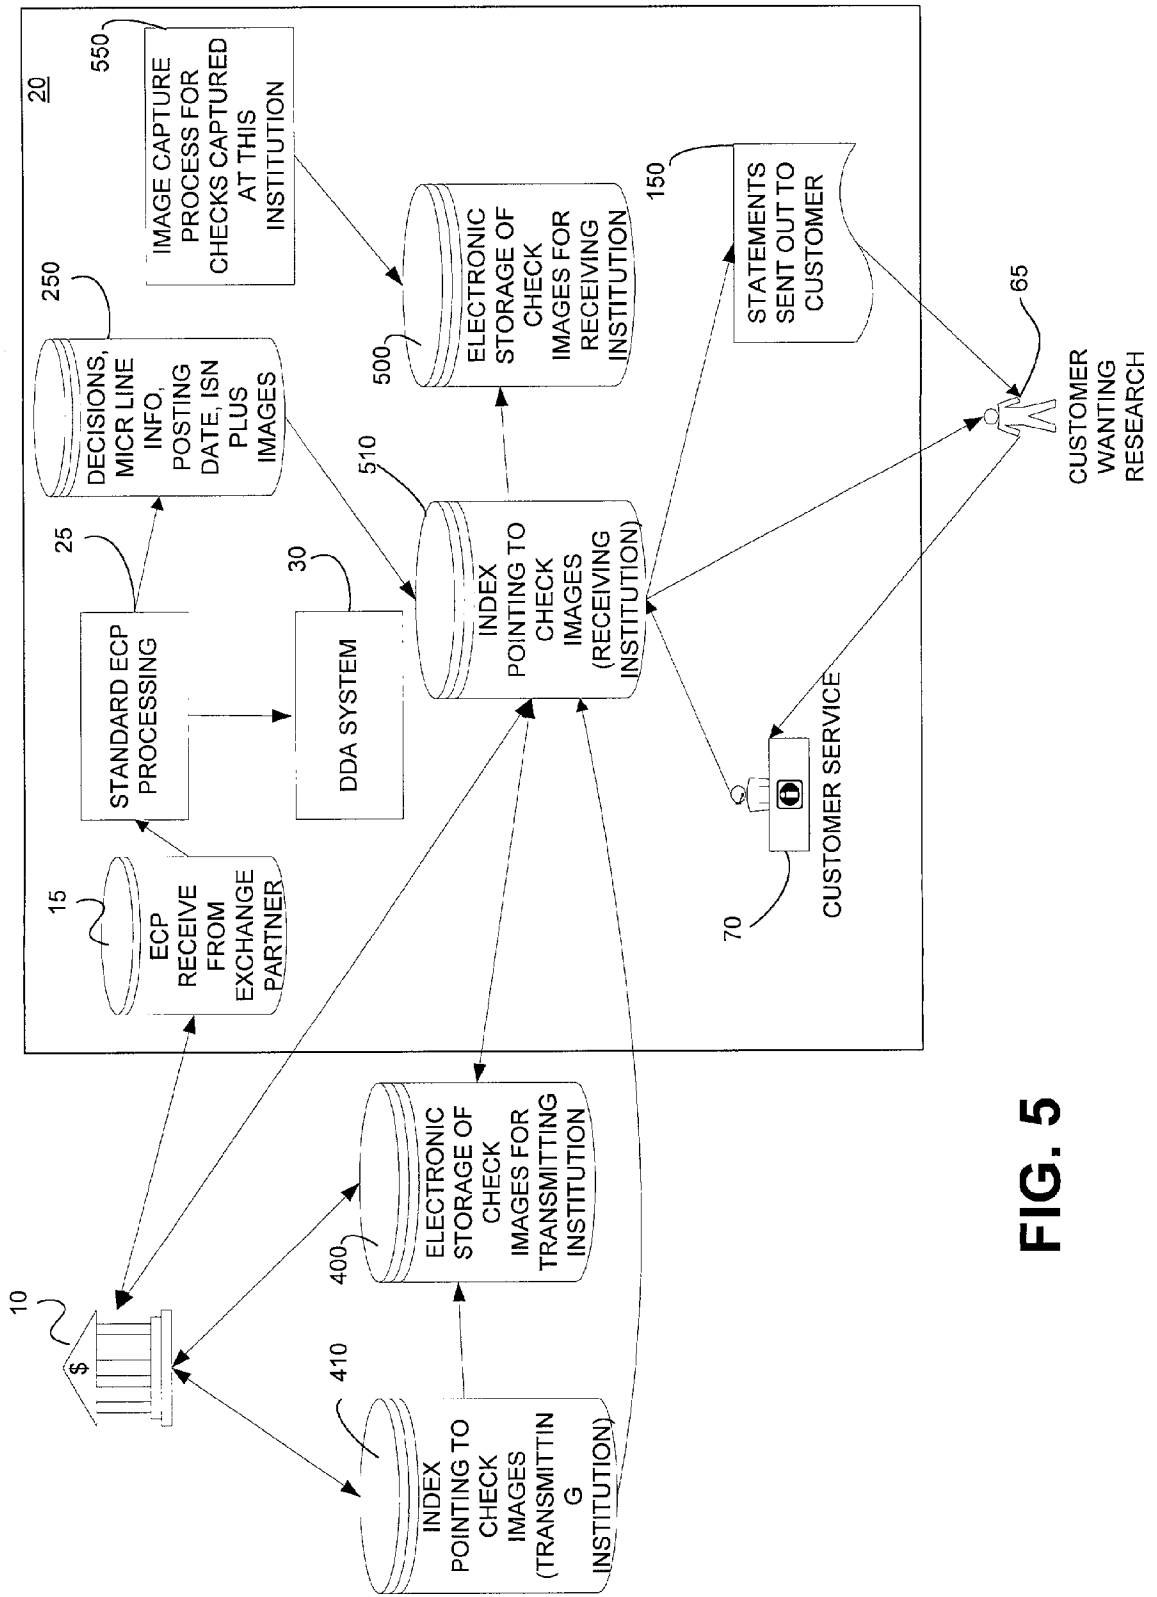 10
$
410
INDEX
POINTING TO
CHECK
IMAGES
(TRANSMITTIN
G
INSTITUTION)
400
ELECTRONIC
STORAGE OF
CHECK
IMAGES FOR
TRANSMITTING
INSTITUTION
20
15
ECP
RECEIVE
FROM
EXCHANGE
PARTNER
25
STANDARD ECP
PROCESSING
30
DDA SYSTEM
250
DECISIONS,
MICR LINE
INFO,
POSTING
DATE, ISN
PLUS
IMAGES
550
IMAGE CAPTURE
PROCESS FOR
CHECKS CAPTURED
AT THIS
INSTITUTION
510
INDEX
POINTING TO
CHECK
IMAGES
(RECEIVING
INSTITUTION)
500
ELECTRONIC
STORAGE OF
CHECK
IMAGES FOR
RECEIVING
INSTITUTION
70
i
CUSTOMER SERVICE
150
STATEMENTS
SENT OUT TO
CUSTOMER
65
CUSTOMER
WANTING
RESEARCH
FIG. 5